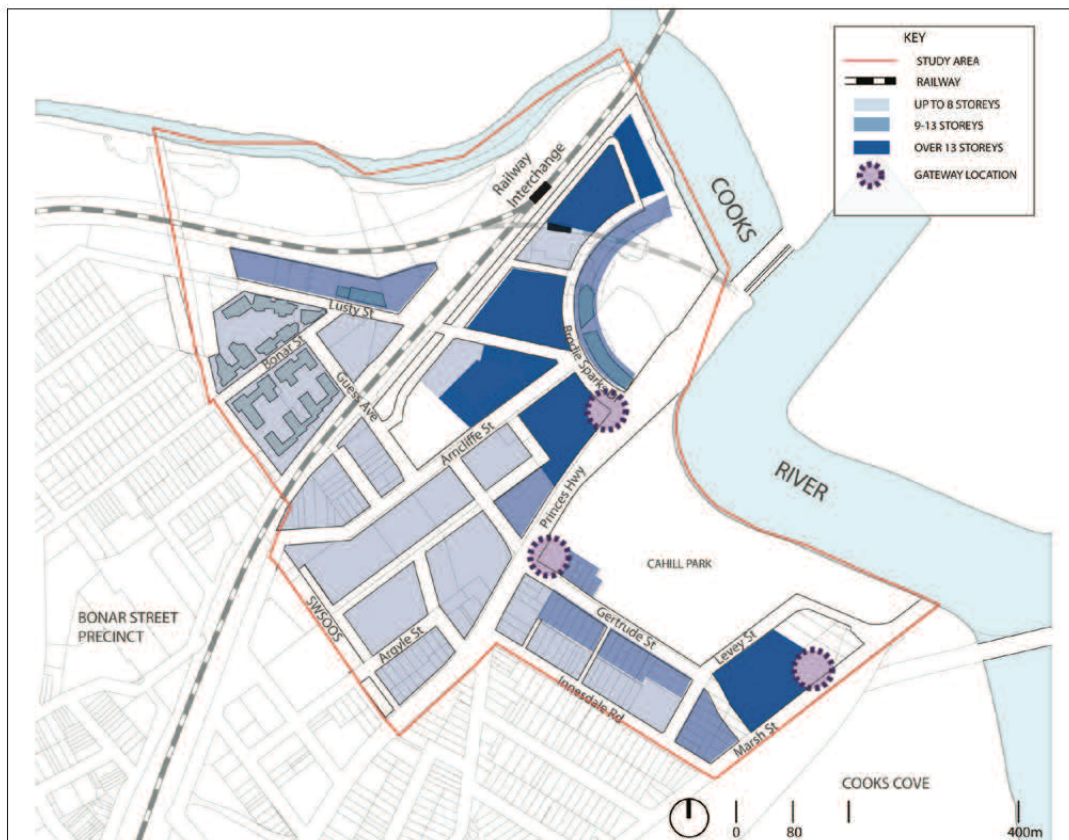 KEY
STUDY AREA
RAILWAY
UP TO 8 STOREYS
9-13 STOREYS
OVER 13 STOREYS
GATEWAY LOCATION
Railway
Interchange
COOKS
Lusty St
Bonar St
Guess Ave
Brodie Spark Dr
Arncliffe St
Princes Hwy
RIVER
CAHILL PARK
BONAR STREET
PRECINCT
SWSOOS
Argyle St
Gertrude St
Levey St
Innesdale Rd
Marsh St
COOKS COVE
0
80
400m